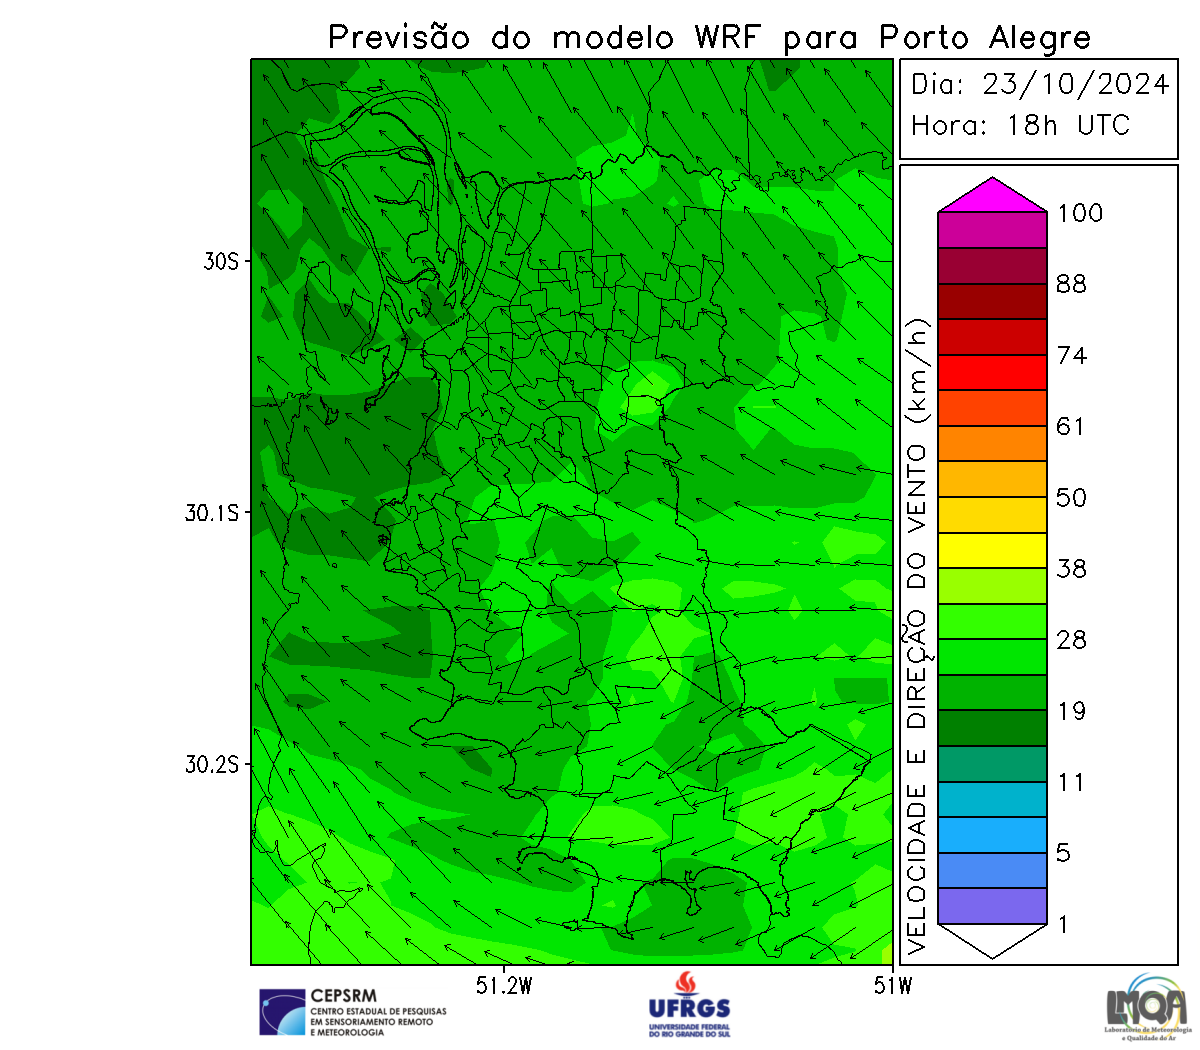 Previsão do modelo WRF para Porto Alegre
Dia: 23/10/2024
Hora: 18h UTC
30S
30.1S
30.2S
51.2W
51W
VELOCIDADE E DIREÇÃO DO VENTO (km/h)
100
88
74
61
50
38
28
19
11
5
1
CEPSRM
CENTRO ESTADUAL DE PESQUISAS
EM SENSORIAMENTO REMOTO
E METEOROLOGIA
UFRGS
UNIVERSIDADE FEDERAL
DO RIO GRANDE DO SUL
LMQA
Laboratório de Meteorologia
e Qualidade do Ar